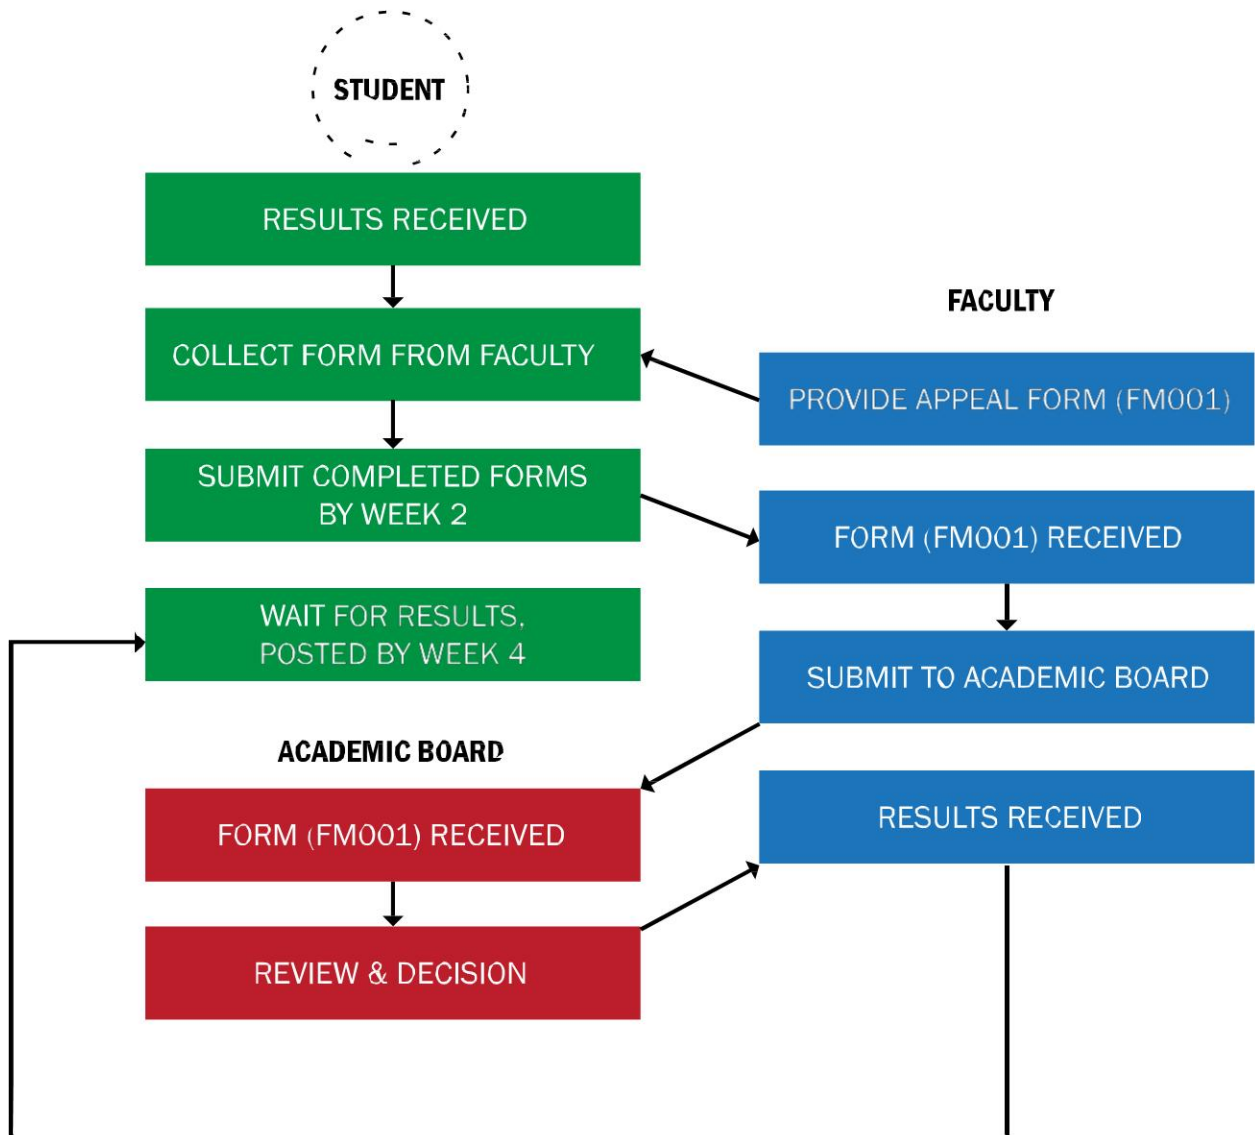 STUDENT
RESULTS RECEIVED
COLLECT FORM FROM FACULTY
SUBMIT COMPLETED FORMS
BY WEEK 2
WAIT FOR RESULTS,
POSTED BY WEEK 4
FACULTY
PROVIDE APPEAL FORM (FM001)
FORM (FM001) RECEIVED
SUBMIT TO ACADEMIC BOARD
RESULTS RECEIVED
ACADEMIC BOARD
FORM (FM001) RECEIVED
REVIEW & DECISION